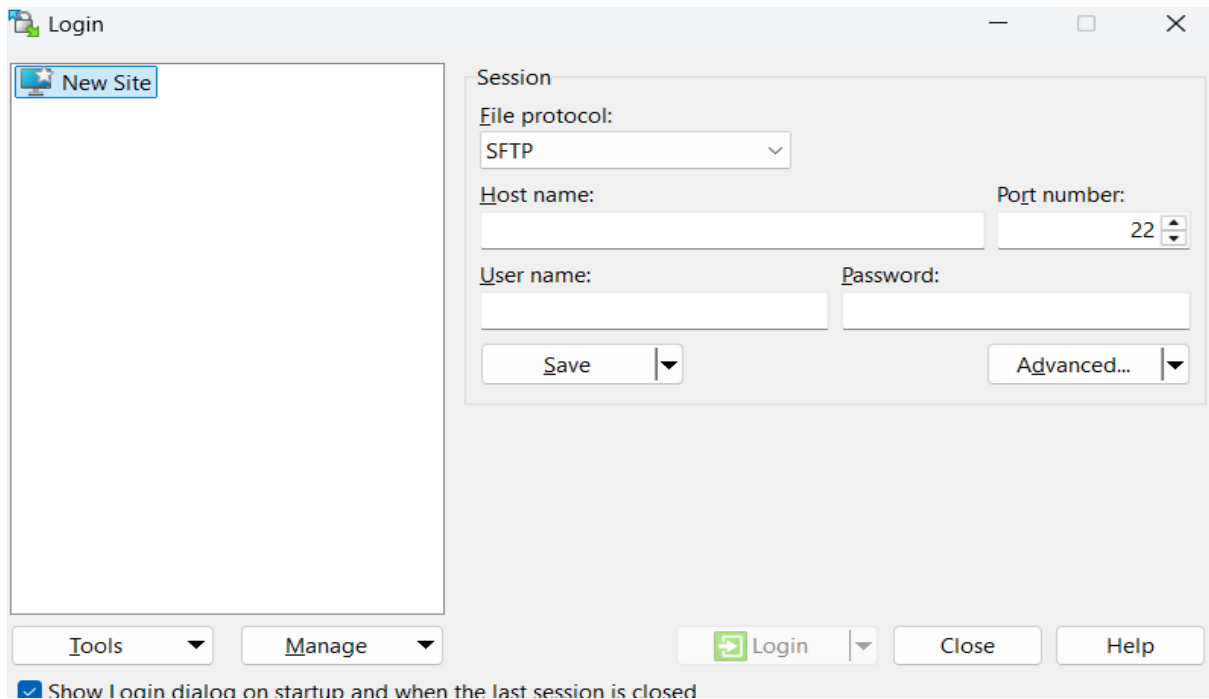 Login
New Site
Session
File protocol:
SFTP
Host name:
Port number:
22
User name:
Password:
Save
Advanced...
Tools
Manage
Login
Close
Help
Show Login dialog on startup and when the last session is closed